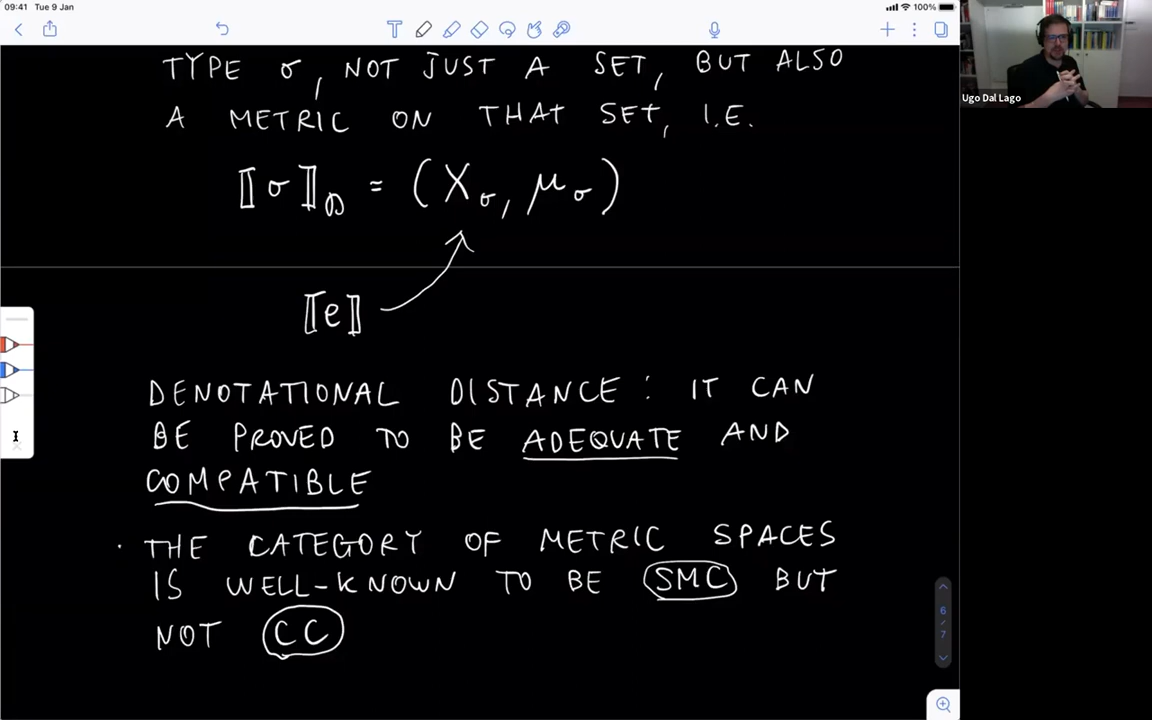 09:41 Tue 9 Jan
100%
TYPE σ, NOT JUST A SET, BUT ALSO
A METRIC ON THAT SET, I.E.
⟦σ⟧_D = (X_σ, μ_σ)
⟦e⟧
DENOTATIONAL DISTANCE: IT CAN
BE PROVED TO BE ADEQUATE AND
COMPATIBLE
· THE CATEGORY OF METRIC SPACES
IS WELL-KNOWN TO BE SMC BUT
NOT CC
6
/
7
Ugo Dal Lago